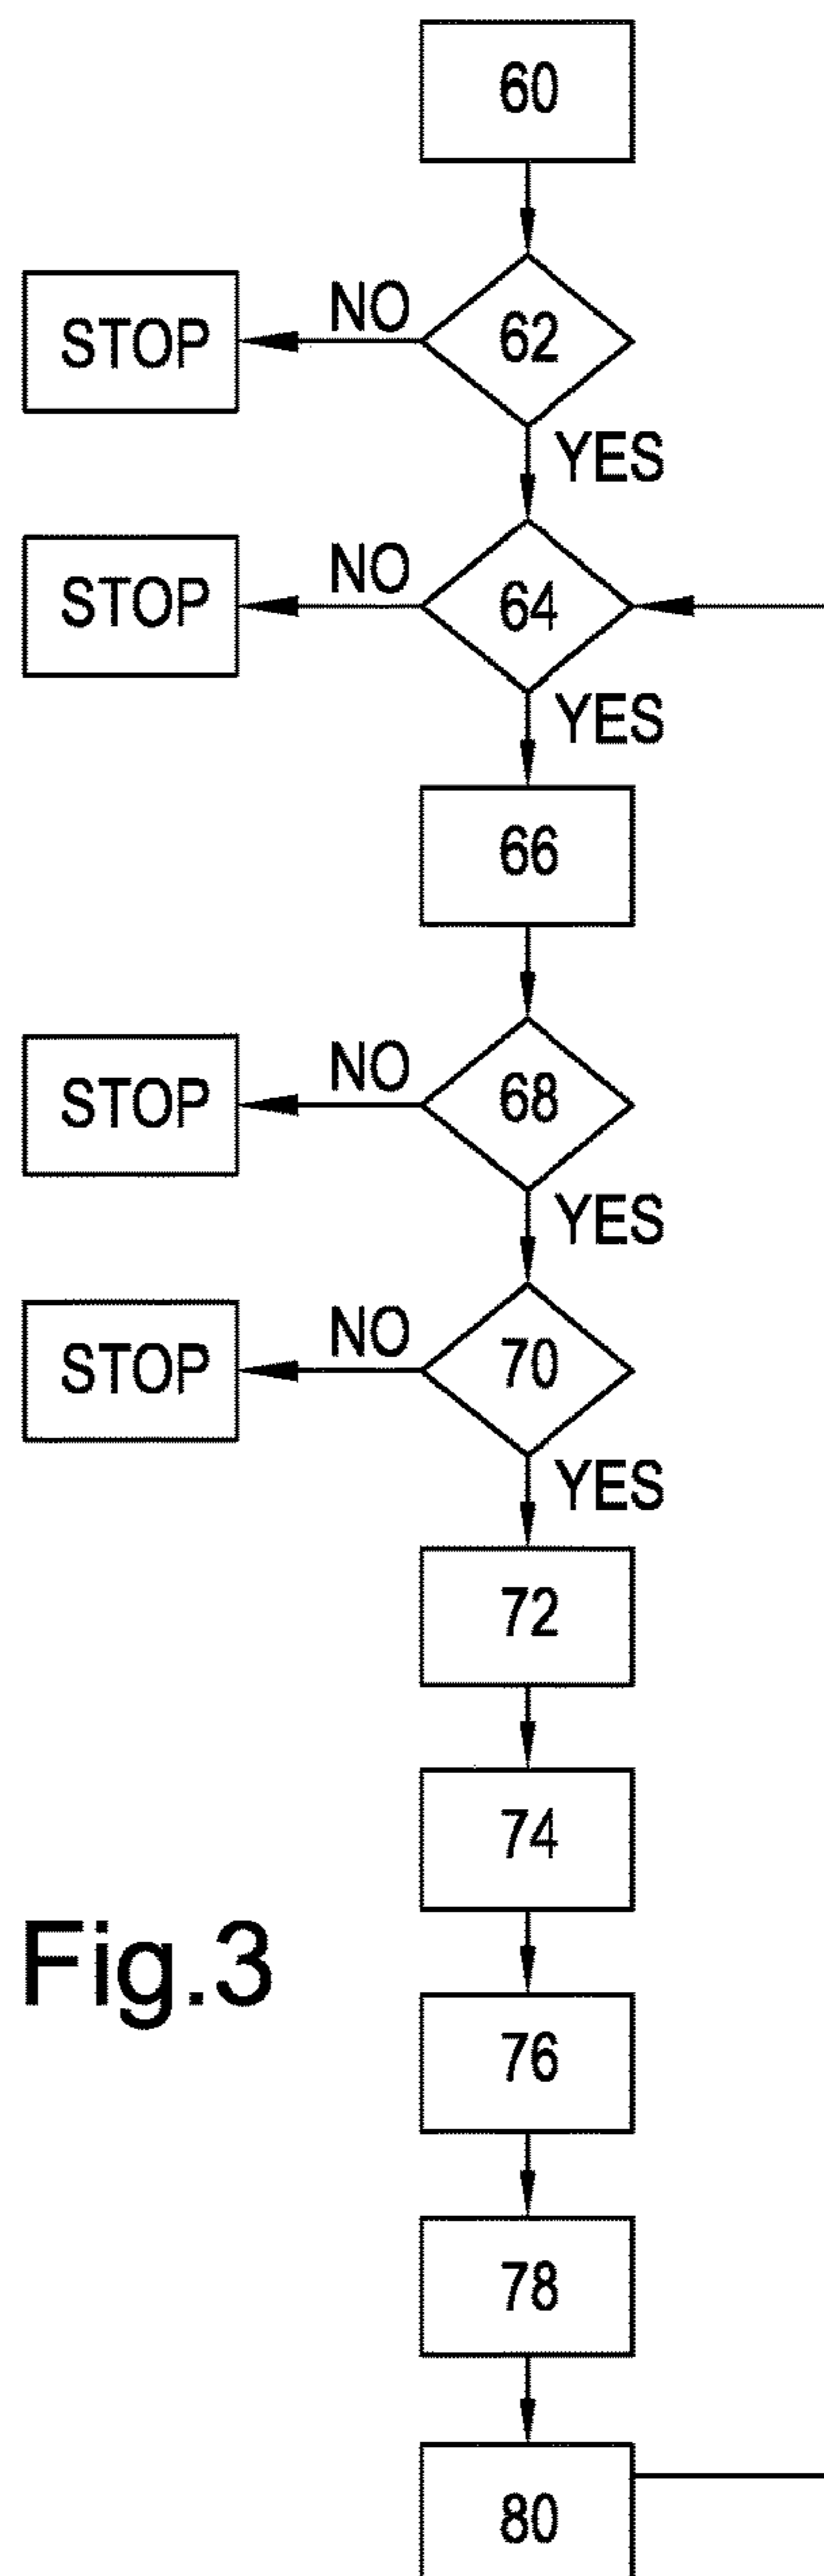 60
NO
STOP
62
YES
NO
STOP
64
YES
66
NO
STOP
68
YES
NO
STOP
70
YES
72
74
Fig.3
76
78
80